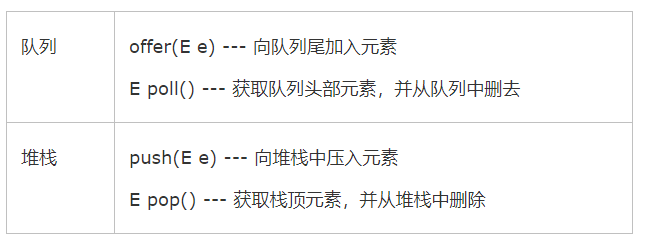 队列
offer(E e) --- 向队列尾加入元素
E poll() --- 获取队列头部元素，并从队列中删去
堆栈
push(E e) --- 向堆栈中压入元素
E pop() --- 获取栈顶元素，并从堆栈中删除